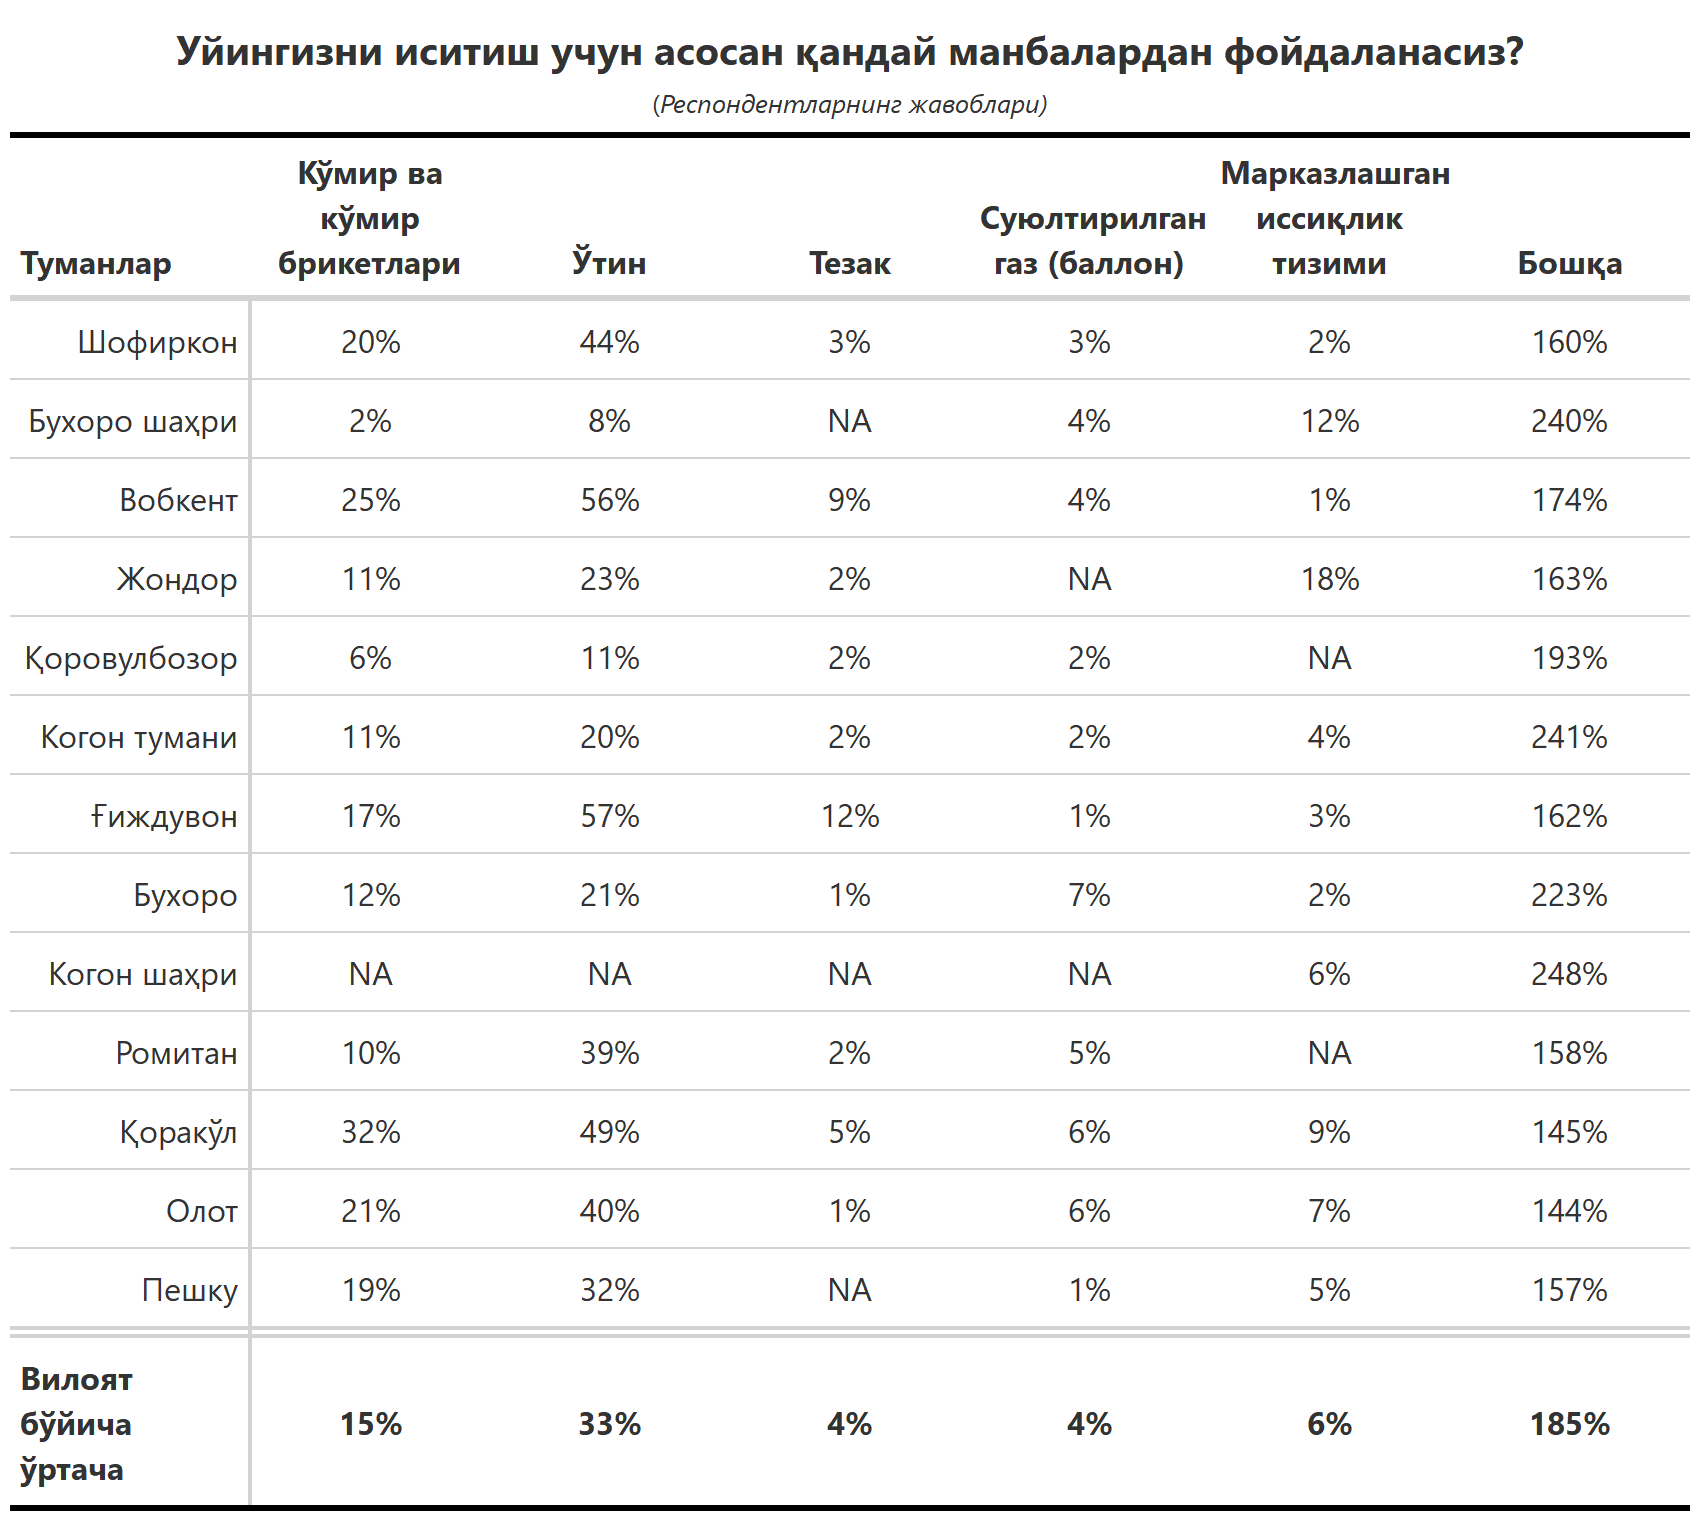 Уйингизни иситиш учун асосан қандай манбалардан фойдаланасиз?
(Респондентларнинг жавоблари)
Туманлар Кўмир ва кўмир брикетлари Ўтин Тезак Суюлтирилган газ (баллон) Марказлашган иссиқлик тизими Бошқа
Шофиркон 20% 44% 3% 3% 2% 160%
Бухоро шаҳри 2% 8% NA 4% 12% 240%
Вобкент 25% 56% 9% 4% 1% 174%
Жондор 11% 23% 2% NA 18% 163%
Қоровулбозор 6% 11% 2% 2% NA 193%
Когон тумани 11% 20% 2% 2% 4% 241%
Ғиждувон 17% 57% 12% 1% 3% 162%
Бухоро 12% 21% 1% 7% 2% 223%
Когон шаҳри NA NA NA NA 6% 248%
Ромитан 10% 39% 2% 5% NA 158%
Қоракўл 32% 49% 5% 6% 9% 145%
Олот 21% 40% 1% 6% 7% 144%
Пешку 19% 32% NA 1% 5% 157%
Вилоят бўйича ўртача 15% 33% 4% 4% 6% 185%